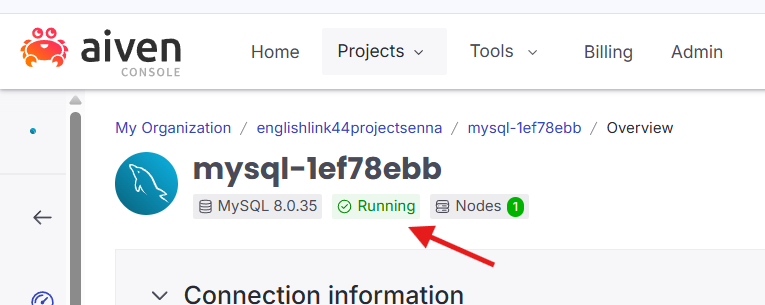 aiven
CONSOLE
Home Projects Tools Billing Admin
My Organization / englishlink44projectsenna / mysql-1ef78ebb / Overview
mysql-1ef78ebb
MySQL 8.0.35 Running Nodes 1
Connection information